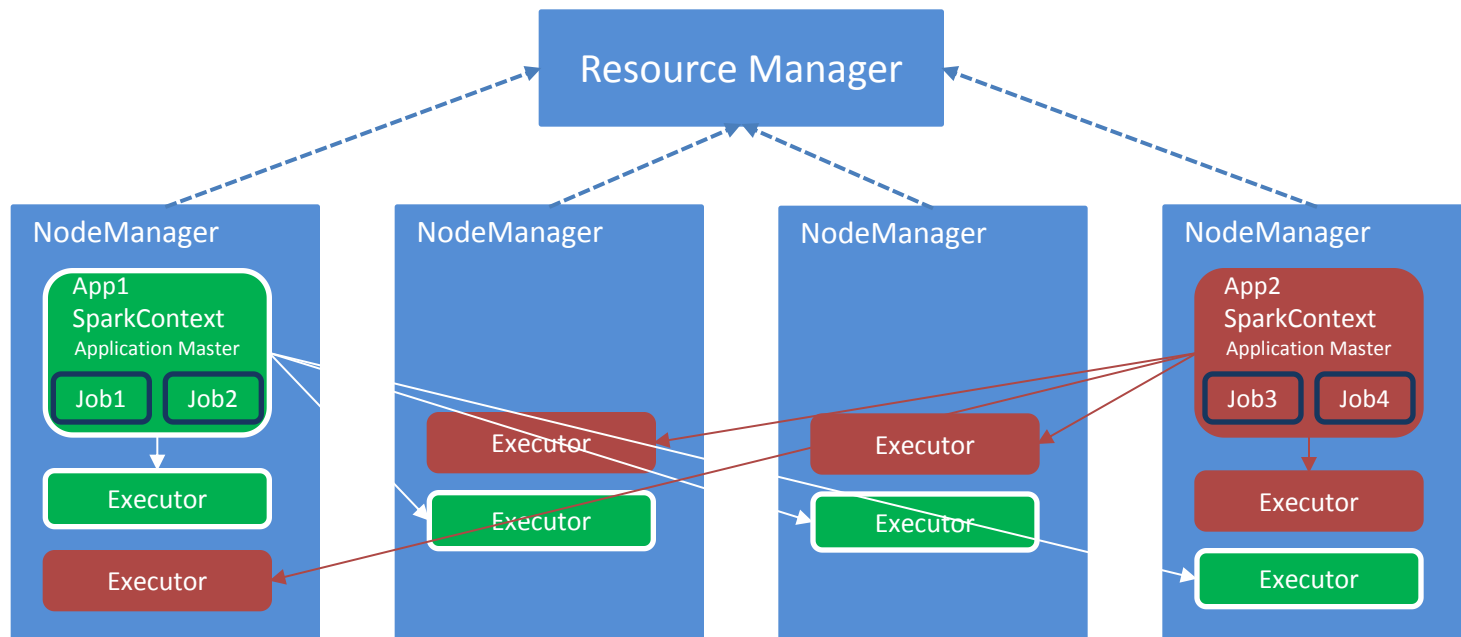 Resource Manager
NodeManager
App1
SparkContext
Application Master
Job1
Job2
Executor
Executor
NodeManager
Executor
Executor
NodeManager
Executor
Executor
NodeManager
App2
SparkContext
Application Master
Job3
Job4
Executor
Executor